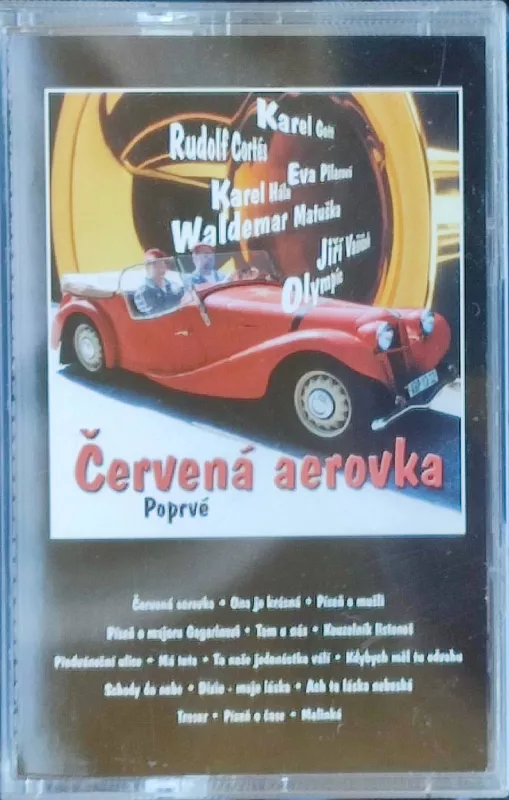 Karel Gott
Rudolf Cortés
Eva Pilarová
Karel Hála
Waldemar Matuška
Jiří Vašíček
Olympic
Červená aerovka
Poprvé
Červená aerovka • Ona je krásná • Píseň o mušli
Píseň o majoru Gagarinovi • Tam u nás • Kouzelník listonoš
Předvánoční ulice • Má teta • Ta naše jedenáctka válí • Kdybych měl tu odvahu
Schody do nebe • Dixie - moje láska • Ach ta láska nebeská
Trezor • Píseň o čase • Malinká